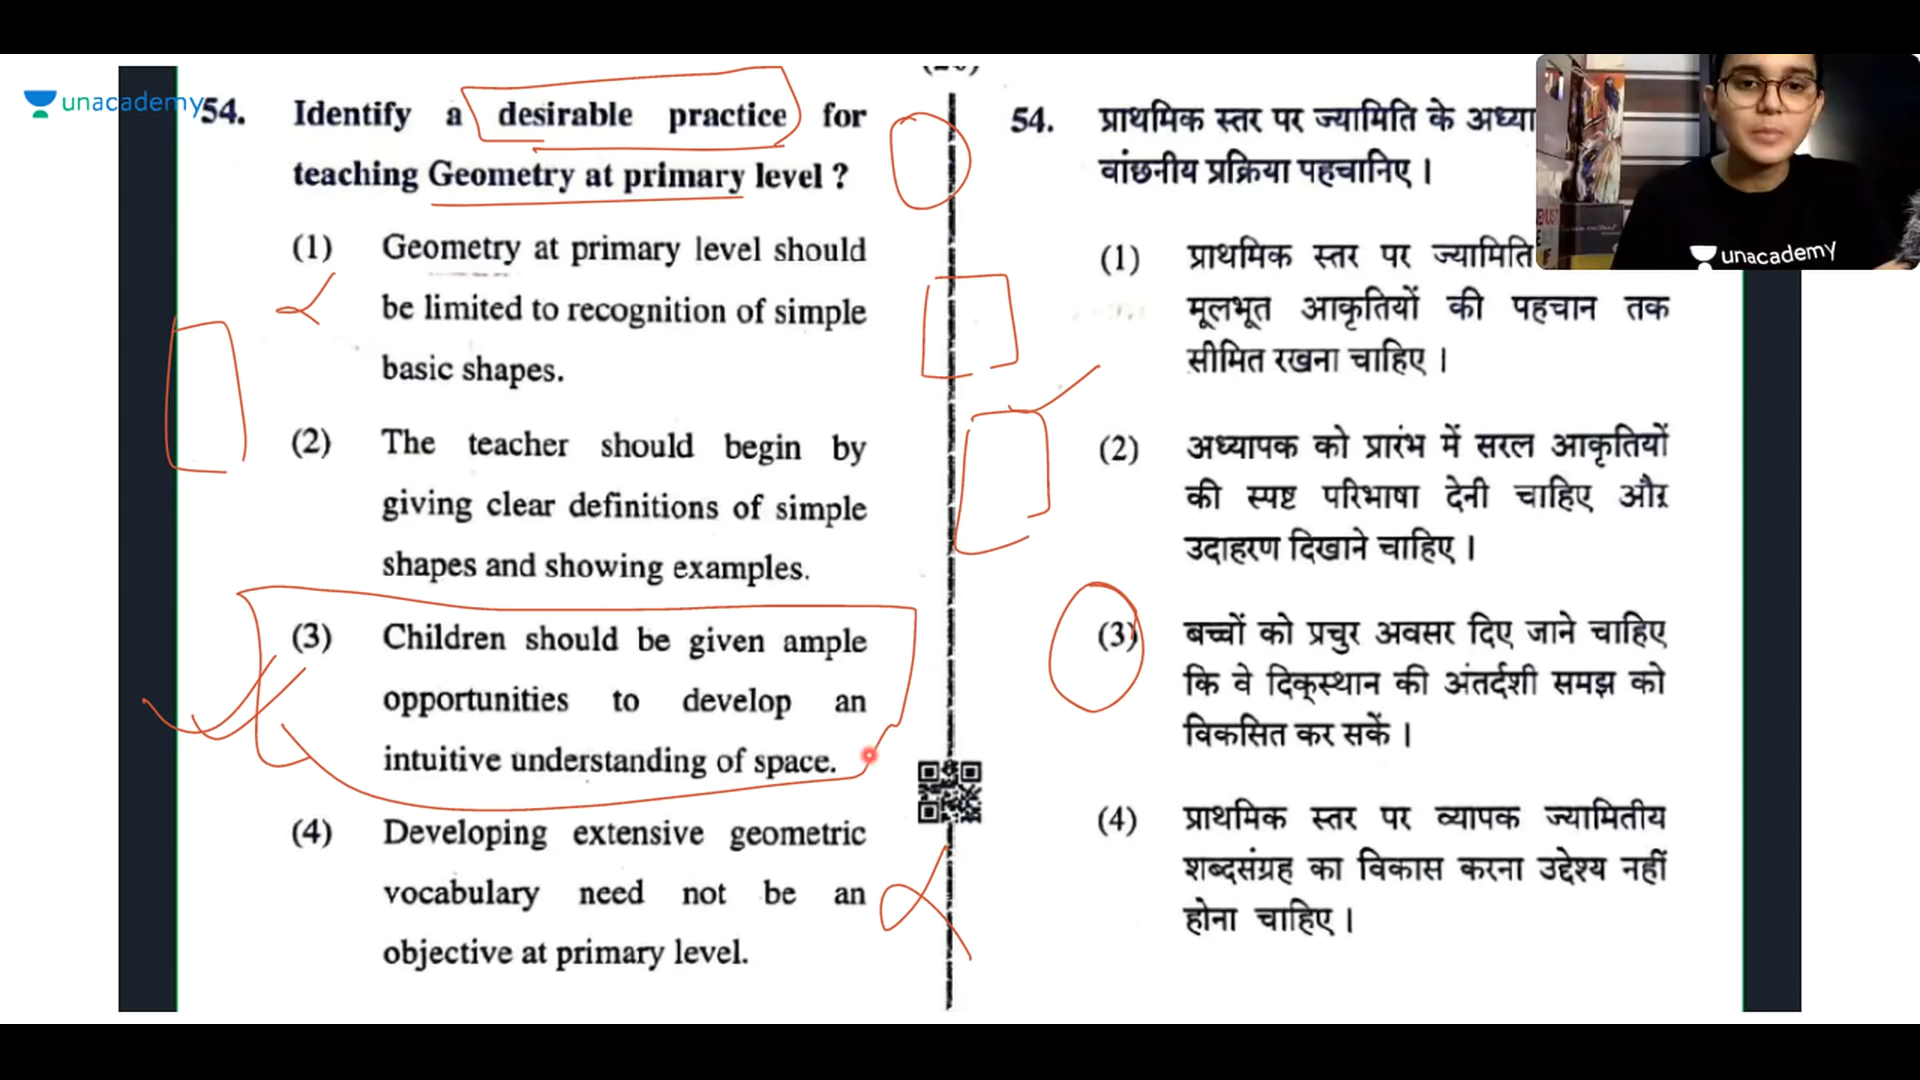 unacademy
54. Identify a desirable practice for
teaching Geometry at primary level ?
(1) Geometry at primary level should
be limited to recognition of simple
basic shapes.
(2) The teacher should begin by
giving clear definitions of simple
shapes and showing examples.
(3) Children should be given ample
opportunities to develop an
intuitive understanding of space.
(4) Developing extensive geometric
vocabulary need not be an
objective at primary level.
54. प्राथमिक स्तर पर ज्यामिति के
वांछनीय प्रक्रिया पहचानिए ।
(1) प्राथमिक स्तर पर ज्यामिति
मूलभूत आकृतियों की पहचान तक
सीमित रखना चाहिए ।
(2) अध्यापक को प्रारंभ में सरल आकृतियों
की स्पष्ट परिभाषा देनी चाहिए और
उदाहरण दिखाने चाहिए ।
(3) बच्चों को प्रचुर अवसर दिए जाने चाहिए
कि वे दिक्स्थान की अंतर्दशी समझ को
विकसित कर सकें ।
(4) प्राथमिक स्तर पर व्यापक ज्यामितीय
शब्दसंग्रह का विकास करना उद्देश्य नहीं
होना चाहिए ।
unacademy